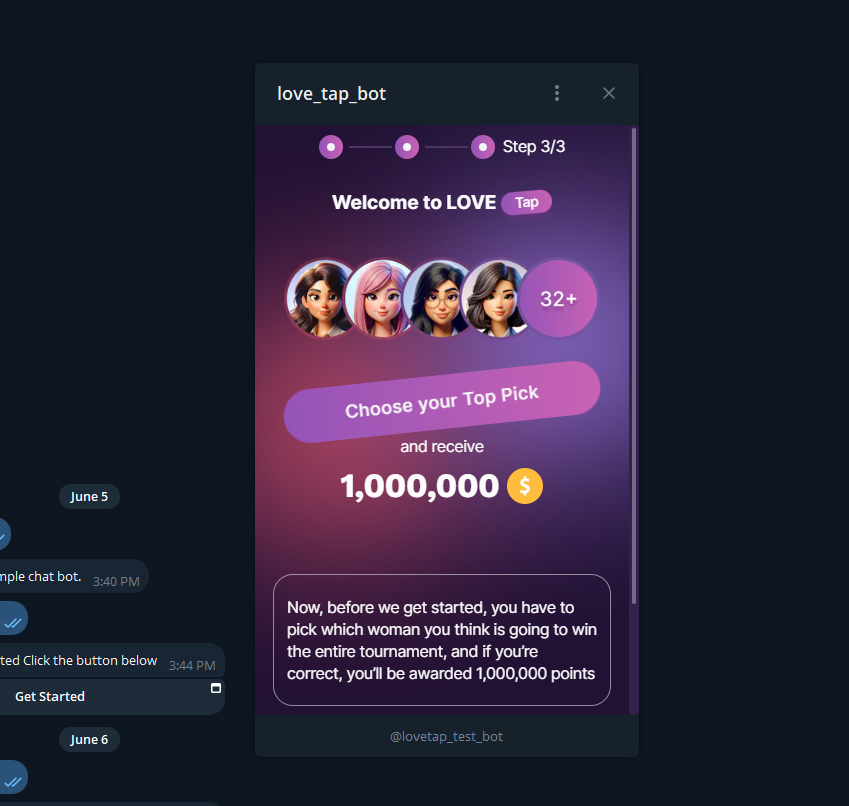 love_tap_bot
Step 3/3
Welcome to LOVE Tap
32+
Choose your Top Pick
and receive
1,000,000 $
Now, before we get started, you have to
pick which woman you think is going to win
the entire tournament, and if you're
correct, you'll be awarded 1,000,000 points
@lovetap_test_bot
June 5
chat bot. 3:40 PM
Click the button below 3:44 PM
Get Started
June 6